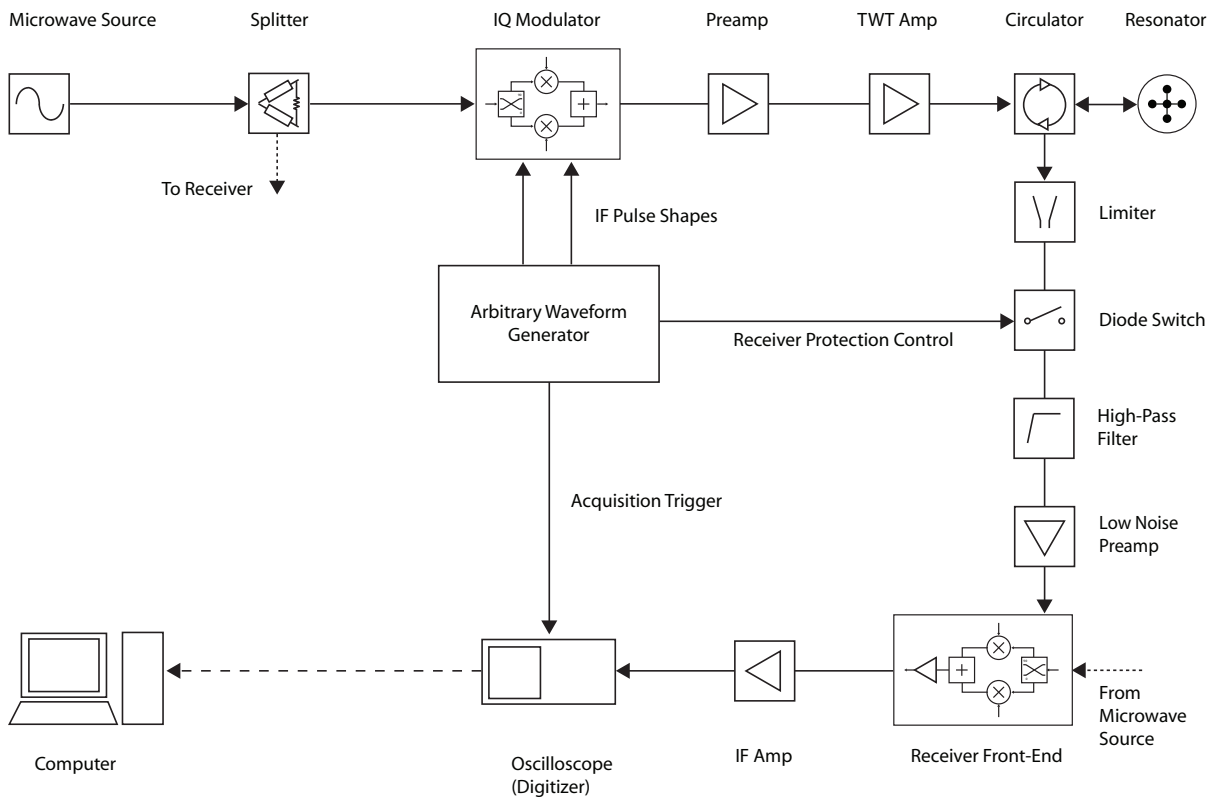 Microwave Source
Splitter
IQ Modulator
Preamp
TWT Amp
Circulator
Resonator
To Receiver
IF Pulse Shapes
Limiter
Arbitrary Waveform
Generator
Receiver Protection Control
Diode Switch
High-Pass
Filter
Acquisition Trigger
Low Noise
Preamp
From
Microwave
Source
Computer
Oscilloscope
(Digitizer)
IF Amp
Receiver Front-End